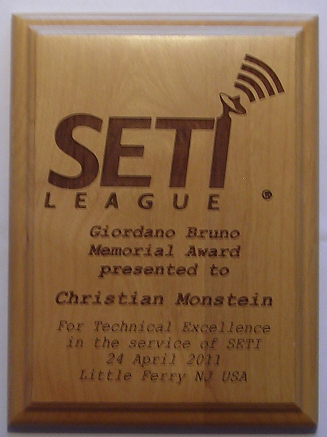 SETI
LEAGUE ®
Giordano Bruno
Memorial Award
presented to
Christian Monstein
For Technical Excellence
in the service of SETI
24 April 2011
Little Ferry NJ USA